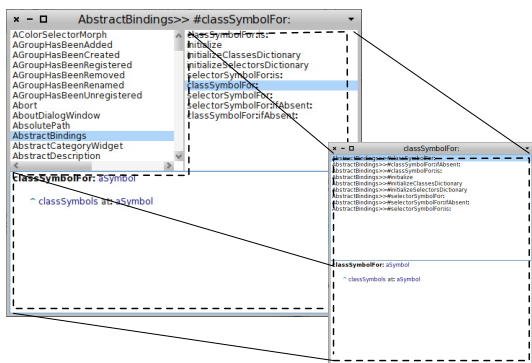 AbstractBindings>> #classSymbolFor:
AColorSelectorMorph
AGroupHasBeenAdded
AGroupHasBeenCreated
AGroupHasBeenRegistered
AGroupHasBeenRemoved
AGroupHasBeenRenamed
AGroupHasBeenUnregistered
Abort
AboutDialogWindow
AbsolutePath
AbstractBindings
AbstractCategoryWidget
AbstractDescription
classSymbolFor:is:
initialize
initializeClassesDictionary
initializeSelectorsDictionary
selectorSymbolFor:is:
classSymbolFor:
selectorSymbolFor:
selectorSymbolFor:ifAbsent:
classSymbolFor:ifAbsent:
classSymbolFor: aSymbol
^ classSymbols at: aSymbol
classSymbolFor:
AbstractBindings>>#classSymbolFor:
AbstractBindings>>#classSymbolFor:ifAbsent:
AbstractBindings>>#classSymbolFor:is:
AbstractBindings>>#initialize
AbstractBindings>>#initializeClassesDictionary
AbstractBindings>>#initializeSelectorsDictionary
AbstractBindings>>#selectorSymbolFor:
AbstractBindings>>#selectorSymbolFor:ifAbsent:
AbstractBindings>>#selectorSymbolFor:is:
classSymbolFor: aSymbol
^ classSymbols at: aSymbol